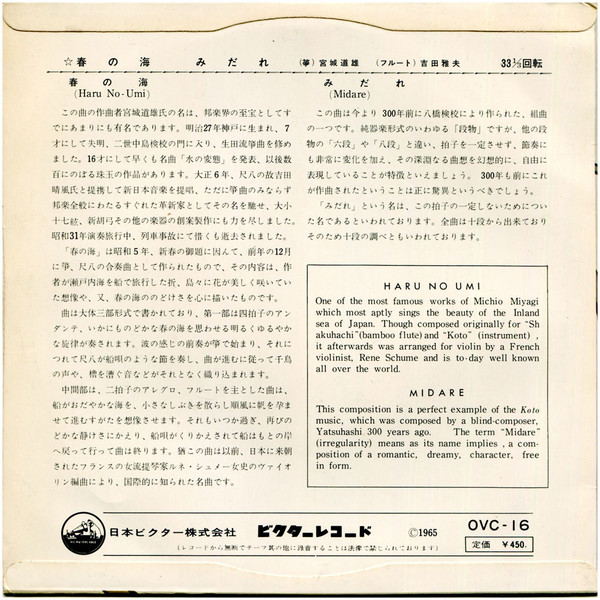 ☆春の海 みだれ (箏)宮城道雄 (フルート)吉田雅夫 33⅓回転
春の海
(Haru No-Umi)
この曲の作曲者宮城道雄氏の名は、邦楽界の至宝としてす
でにあまりにも有名であります。明治27年神戸に生まれ、7
才にして失明、二世中島検校の門に入り、生田流箏曲を修め
ました。16才にして早くも名曲「水の変態」を発表、以後数
百にのぼる珠玉の作品があります。大正6年、尺八の故吉田
晴風氏と提携して新日本音楽を提唱、ただに箏曲のみならず
邦楽全般にわたるすぐれた革新家としてその名を馳せ、大小
十七絃、新胡弓その他の楽器の創案製作にも力を尽しました。
昭和31年演奏旅行中、列車事故にて惜くも逝去されました。
「春の海」は昭和5年、新春の御題に因んで、前年の12月
に箏、尺八の合奏曲として作られたもので、その内容は、作
者が瀬戸内海を船で旅行した折、島々に花が美しく咲いてい
た想像や、又、春の海ののどけさを心に描いたものです。
曲は大体三部形式で書かれており、第一部は四拍子のアン
ダンテ、いかにものどかな春の海を思わせる明るくゆるやか
な旋律が奏されます。波の感じの前奏が箏で始まり、それに
つれて尺八が船唄のような節を奏し、曲が進むに従って千鳥
の声や、櫓を漕ぐ音などがそれとなく織り込まれます。
中間部は、二拍子のアレグロ、フルートを主とした曲は、
船がおだやかな海を、小さなしぶきを散らし順風に帆を孕ま
せて進むすがたを想像させます。それもいつか過ぎ、再びの
どかな静けさにかえり、船唄がくりかえされて船はもとの岸
へ戻って行って曲は終ります。猶この曲は以前、日本に来朝
されたフランスの女流提琴家ルネ・シュメー女史のヴァイオ
リン編曲により、国際的に知られた名曲です。
みだれ
(Midare)
この曲は今より300年前に八橋検校により作られた、組曲
の一つです。純器楽形式のいわゆる「段物」ですが、他の段
物の「六段」や「八段」と違い、拍子を一定させず、節奏に
も非常に変化を加え、その深淵なる曲想を幻想的に、自由に
表現していることが特徴といえましょう。300年も前にこれ
が作曲されたということは正に驚異というべきでしょう。
「みだれ」という名は、この拍子の一定しないためについ
た名であるといわれております。全曲は十段から出来ており
そのため十段の調べともいわれております。
HARU NO UMI
One of the most famous works of Michio Miyagi
which most aptly sings the beauty of the Inland
sea of Japan. Though composed originally for "Sh
akuhachi"(bamboo flute) and "Koto" (instrument) ,
it afterwards was arranged for violin by a French
violinist, Rene Schume and is to-day well known
all over the world.
MIDARE
This composition is a perfect example of the Koto
music, which was composed by a blind-composer,
Yatsuhashi 300 years ago. The term "Midare"
(irregularity) means as its name implies , a com-
position of a romantic, dreamy, character, free
in form.
日本ビクター株式会社 ビクターレコード ©1965 OVC-16
(レコードから無断でテープ其の他に録音することは法律で禁じられております) 定価 ¥450.